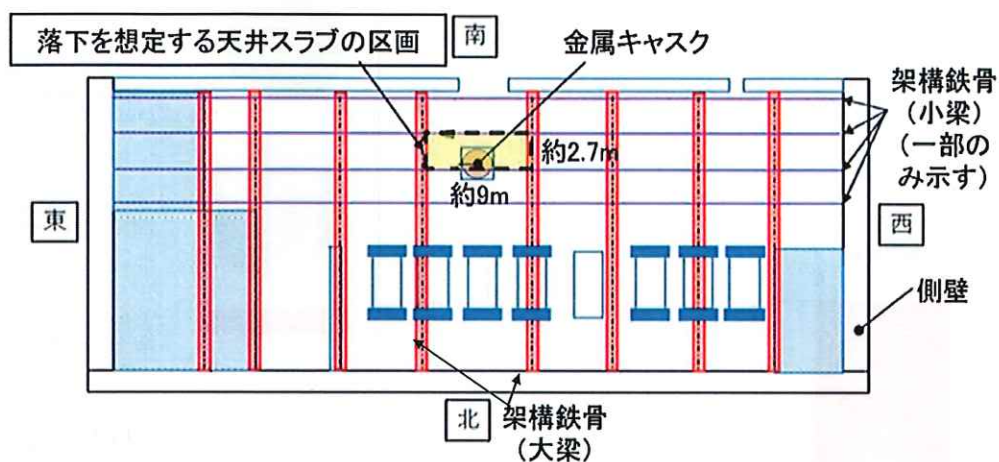 落下を想定する天井スラブの区画
南
金属キャスク
架構鉄骨
(小梁)
(一部の
み示す)
約2.7m
約9m
東
西
側壁
北
架構鉄骨
(大梁)